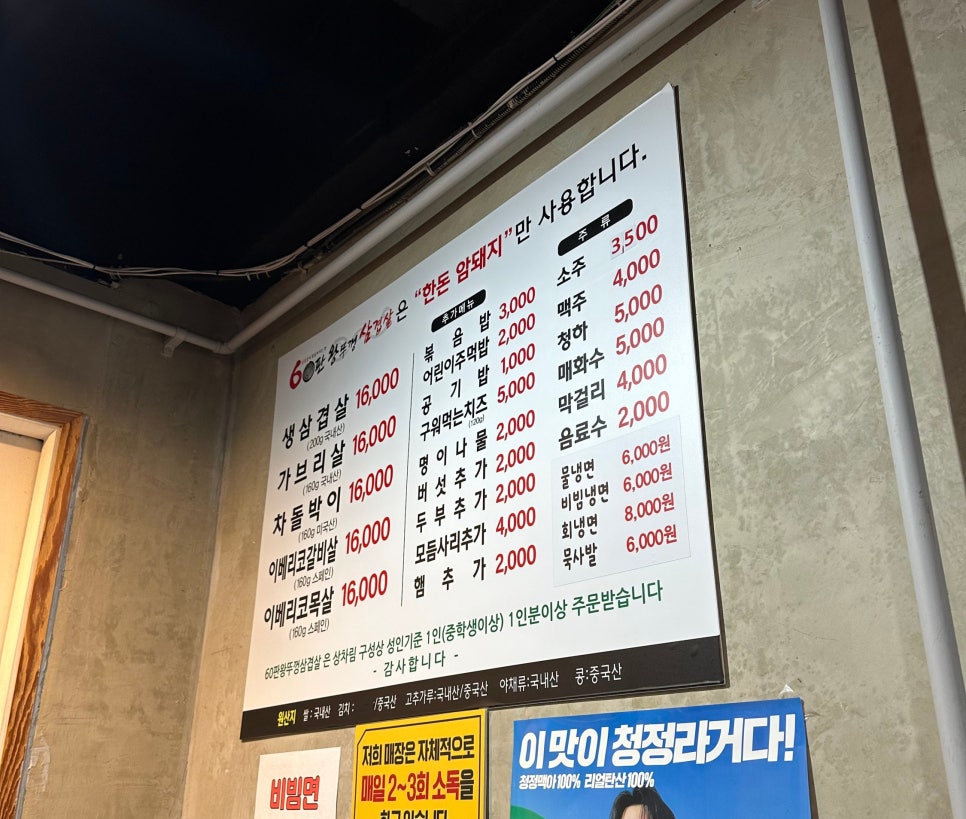 60판왕뚜껑삼겹살은 "한돈 암돼지"만 사용합니다.
생삼겹살 16,000
(200g 국내산)
가브리살 16,000
(160g 국내산)
차돌박이 16,000
(160g 미국산)
이베리코갈비살 16,000
(160g 스페인)
이베리코목살 16,000
(160g 스페인)
추가메뉴
볶음밥 3,000
어린이주먹밥 2,000
공기밥 1,000
구워먹는치즈 5,000
(120g)
명이나물 2,000
버섯추가 2,000
두부추가 2,000
모듬사리추가 4,000
햄추가 2,000
주류
소주 3,500
맥주 4,000
청하 5,000
매화수 5,000
막걸리 4,000
음료수 2,000
물냉면 6,000원
비빔냉면 6,000원
회냉면 8,000원
묵사발 6,000원
60판왕뚜껑삼겹살 은 상차림 구성상 성인기준 1인(중학생이상) 1인분이상 주문받습니다
- 감사합니다 -
원산지 쌀:국내산 김치: /중국산 고추가루:국내산/중국산 야채류:국내산 콩:중국산
비빔면
저희 매장은 자체적으로
매일 2~3회 소독을
이 맛이 청정라거다!
청정맥아 100% 리얼탄산 100%